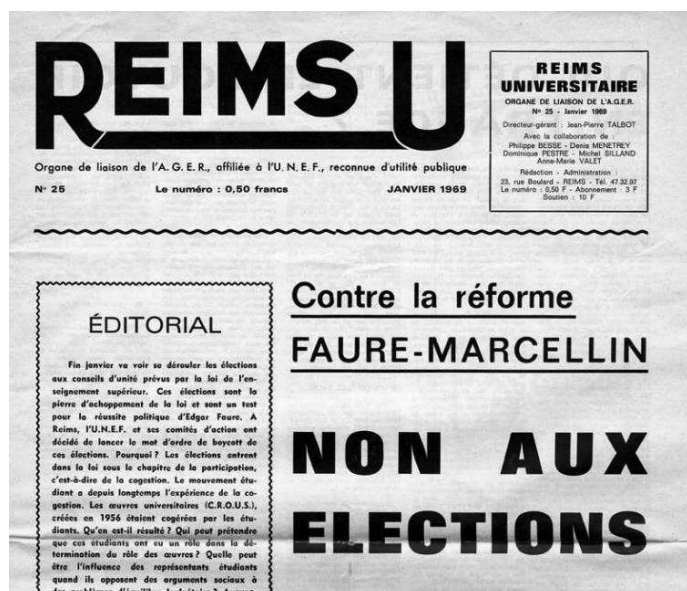 REIMS U
Organe de liaison de l'A. G. E. R., affiliée à l'U. N. E. F., reconnue d'utilité publique
N° 25 Le numéro : 0,50 francs JANVIER 1969
REIMS
UNIVERSITAIRE
ORGANE DE LIAISON DE L'A.G.E.R.
N° 25 - Janvier 1969
Directeur-gérant : Jean-Pierre TALBOT
Avec la collaboration de :
Philippe BESSE - Denis MENETREY
Dominique PESTRE - Michel SILLAND
Anne-Marie VALET
Rédaction - Administration :
23, rue Boulard - REIMS - Tél. 47.32.97
Le numéro : 0,50 F - Abonnement : 3 F
Soutien : 10 F
ÉDITORIAL
Fin janvier va voir se dérouler les élections
aux conseils d'unité prévus par la loi de l'en-
seignement supérieur. Ces élections sont la
pierre d'achoppement de la loi et sont un test
pour la réussite politique d'Edgar Faure. A
Reims, l'U.N.E.F. et ses comités d'action ont
décidé de lancer le mot d'ordre de boycott de
ces élections. Pourquoi ? Les élections entrent
dans la loi sous le chapitre de la participation,
c'est-à-dire de la cogestion. Le mouvement étu-
diant a depuis longtemps l'expérience de la co-
gestion. Les œuvres universitaires (C.R.O.U.S.),
créées en 1956 étaient cogérées par les étu-
diants. Qu'en est-il résulté ? Qui peut prétendre
que ces étudiants ont eu un rôle dans la dé-
termination du rôle des œuvres ? Quelle peut
être l'influence des représentants étudiants
quand ils opposent des arguments sociaux à
Contre la réforme
FAURE-MARCELLIN
NON AUX
ELECTIONS